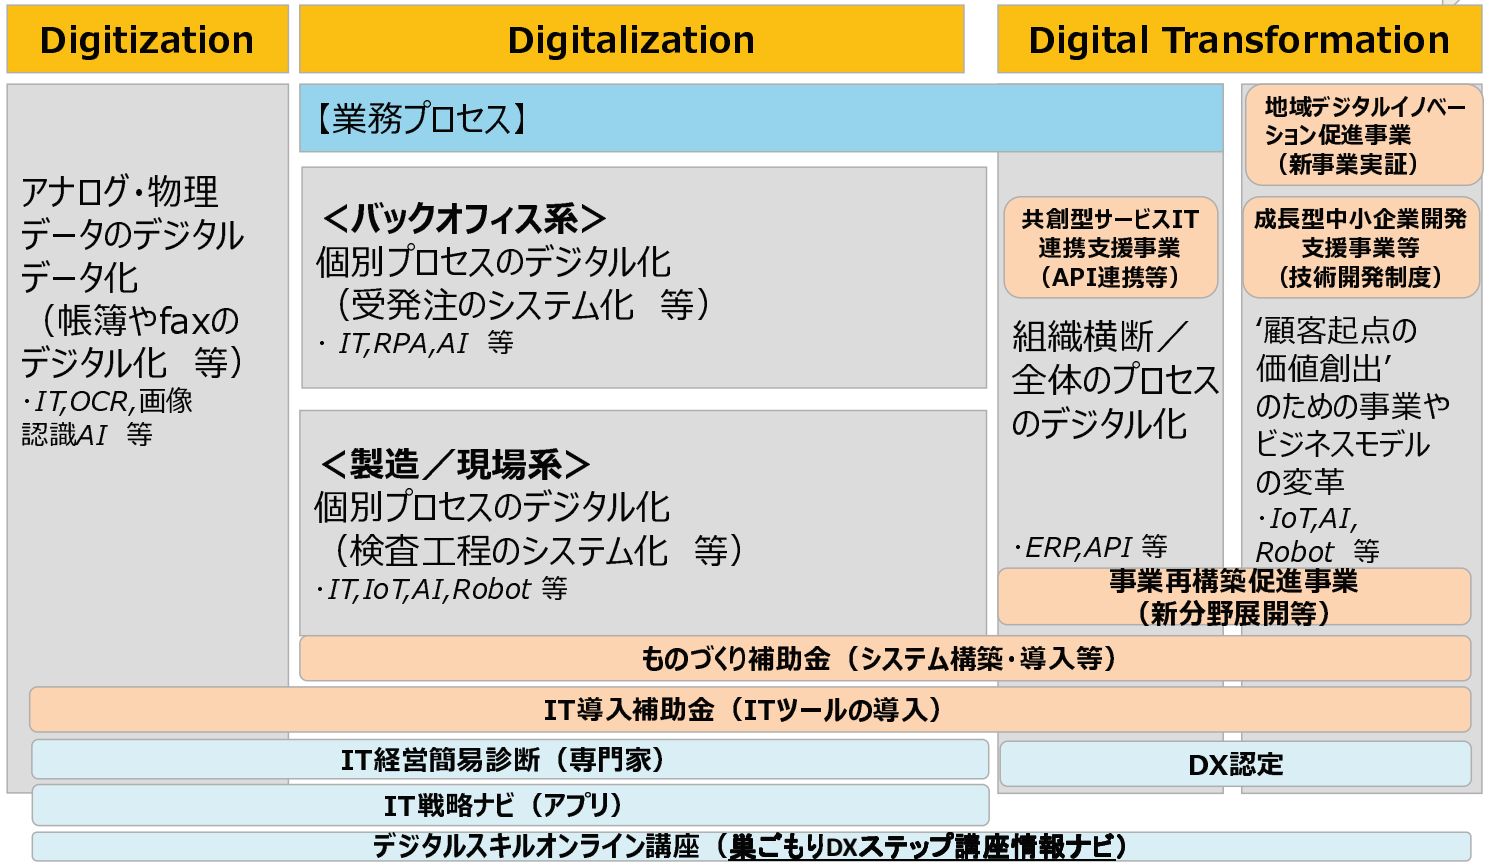 Digitization
Digitalization
Digital Transformation
アナログ・物理
データのデジタル
データ化
（帳簿やfaxの
デジタル化　等）
・IT,OCR,画像
認識AI　等
【業務プロセス】
＜バックオフィス系＞
個別プロセスのデジタル化
（受発注のシステム化　等）
・ IT,RPA,AI　等
＜製造／現場系＞
個別プロセスのデジタル化
（検査工程のシステム化　等）
・IT,IoT,AI,Robot 等
共創型サービスIT
連携支援事業
（API連携等）
組織横断／
全体のプロセス
のデジタル化
・ERP,API 等
地域デジタルイノベー
ション促進事業
（新事業実証）
成長型中小企業開発
支援事業等
（技術開発制度）
‘顧客起点の
価値創出’
のための事業や
ビジネスモデル
の変革
・IoT,AI,
Robot　等
事業再構築促進事業
（新分野展開等）
ものづくり補助金（システム構築・導入等）
IT導入補助金（ITツールの導入）
IT経営簡易診断（専門家）
DX認定
IT戦略ナビ（アプリ）
デジタルスキルオンライン講座（巣ごもりDXステップ講座情報ナビ）